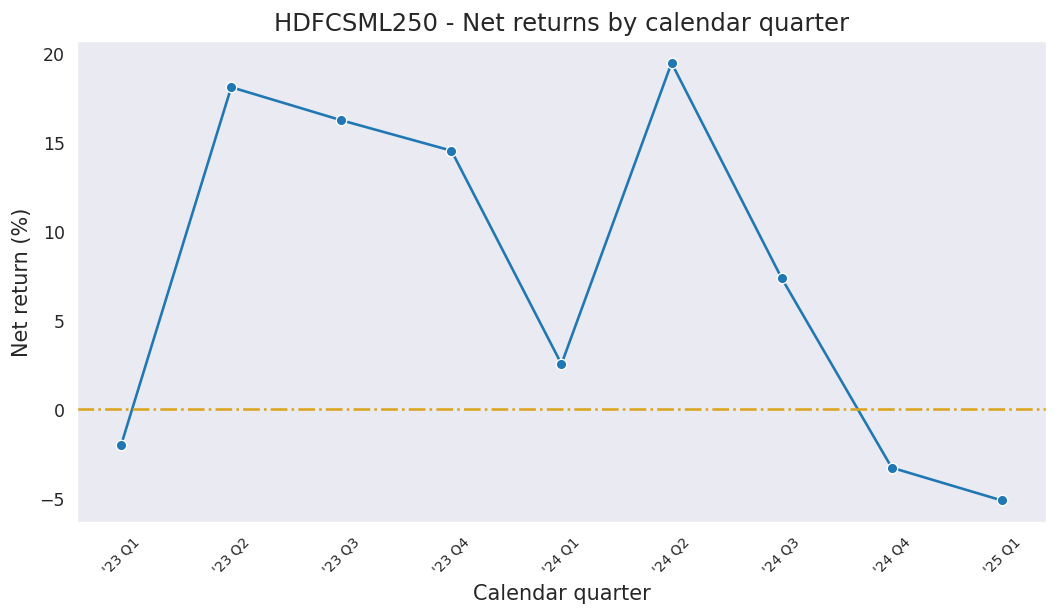 HDFCSML250 - Net returns by calendar quarter
Net return (%)
20
15
10
5
0
−5
'23 Q1
'23 Q2
'23 Q3
'23 Q4
'24 Q1
'24 Q2
'24 Q3
'24 Q4
'25 Q1
Calendar quarter